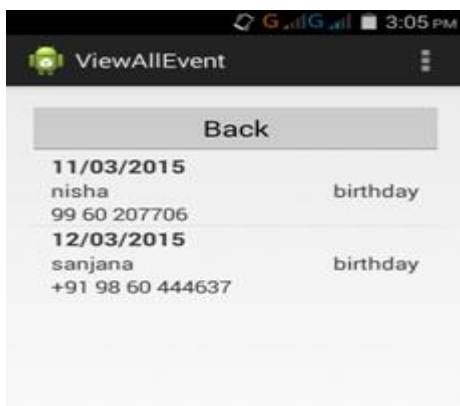 G G 3:05 PM
ViewAllEvent
Back
11/03/2015
nisha birthday
99 60 207706
12/03/2015
sanjana birthday
+91 98 60 444637